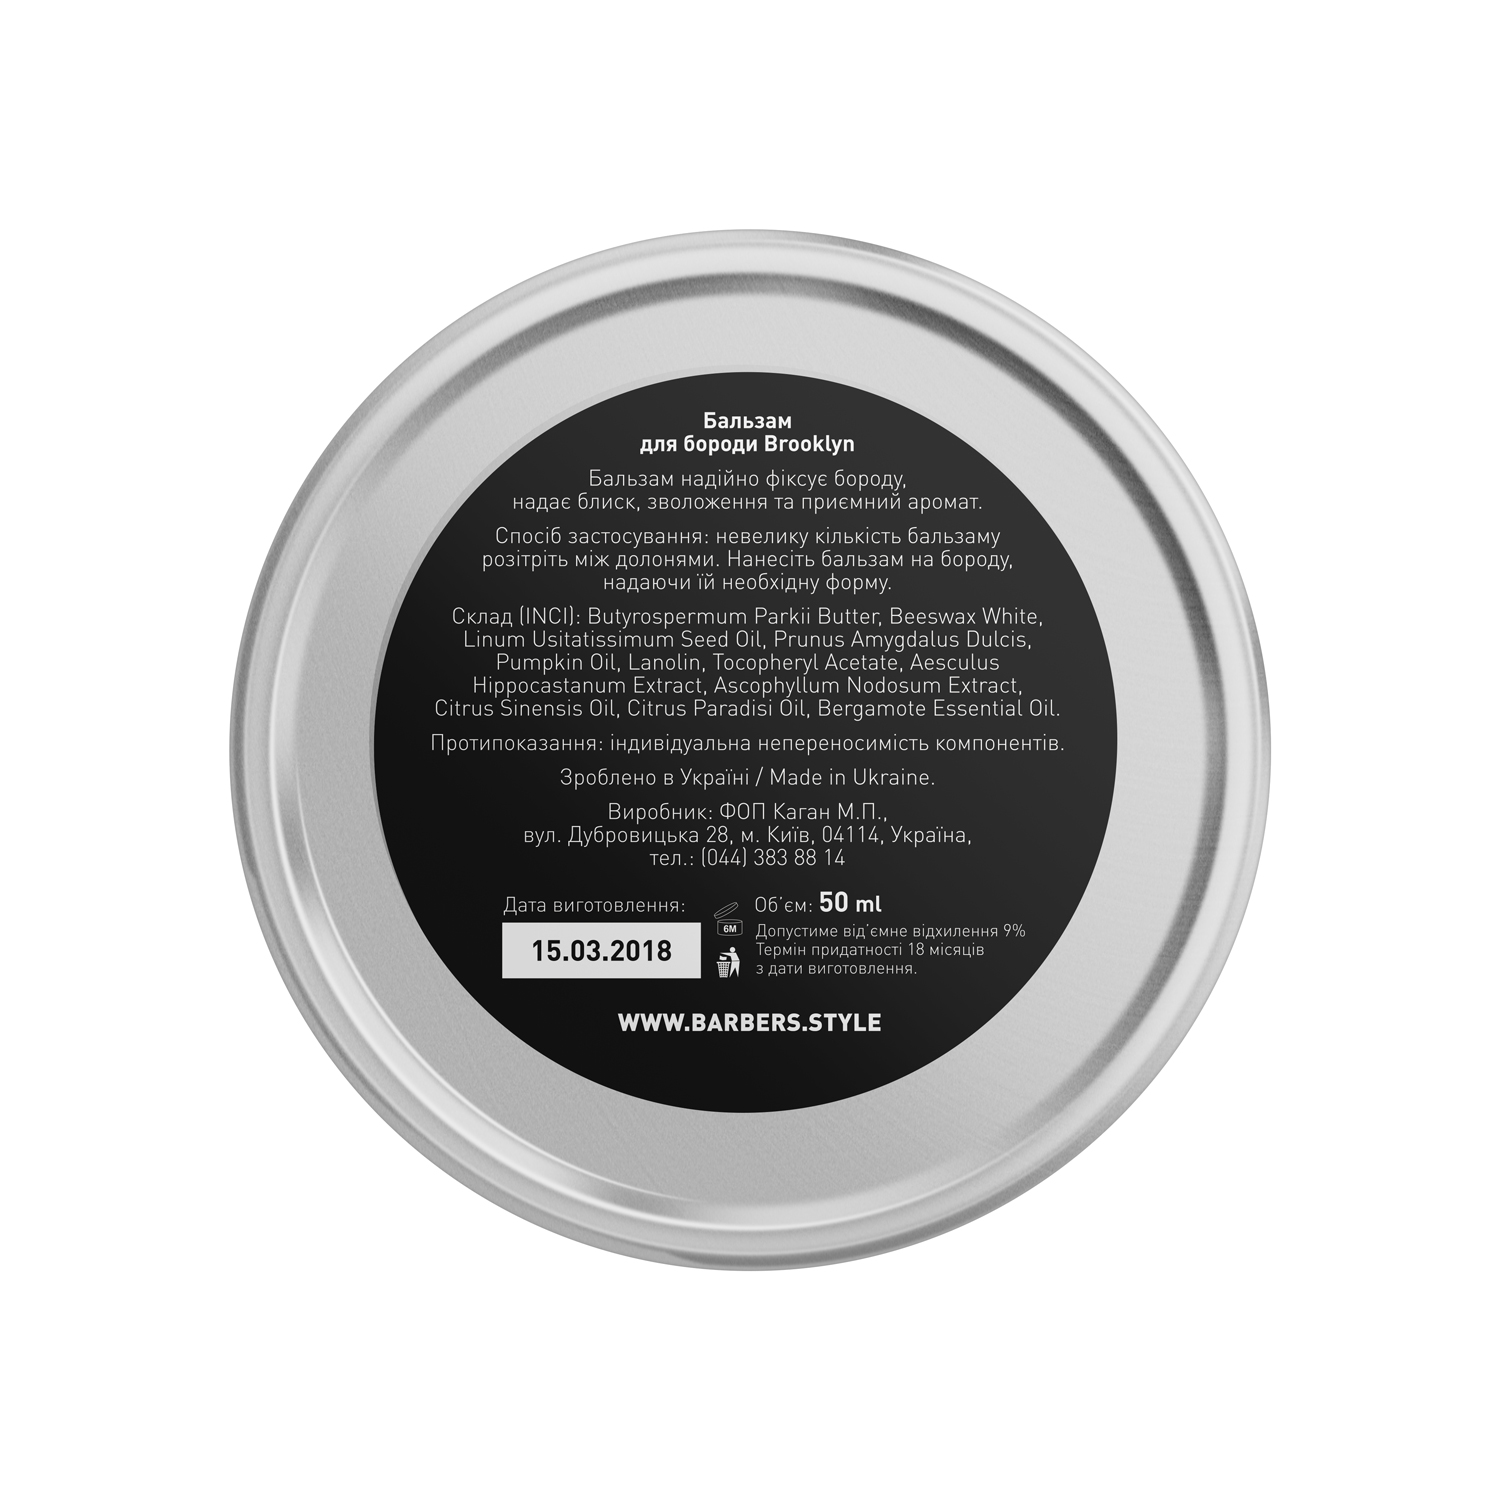 Бальзам
для бороди Brooklyn
Бальзам надійно фіксує бороду,
надає блиск, зволоження та приємний аромат.
Спосіб застосування: невелику кількість бальзаму
розітріть між долонями. Нанесіть бальзам на бороду,
надаючи їй необхідну форму.
Склад (INCI): Butyrospermum Parkii Butter, Beeswax White,
Linum Usitatissimum Seed Oil, Prunus Amygdalus Dulcis,
Pumpkin Oil, Lanolin, Tocopheryl Acetate, Aesculus
Hippocastanum Extract, Ascophyllum Nodosum Extract,
Citrus Sinensis Oil, Citrus Paradisi Oil, Bergamote Essential Oil.
Протипоказання: індивідуальна непереносимість компонентів.
Зроблено в Україні / Made in Ukraine.
Виробник: ФОП Каган М.П.,
вул. Дубровицька 28, м. Київ, 04114, Україна,
тел.: (044) 383 88 14
Дата виготовлення:
15.03.2018
6M
Об'єм: 50 ml
Допустиме від'ємне відхилення 9%
Термін придатності 18 місяців
з дати виготовлення.
WWW.BARBERS.STYLE